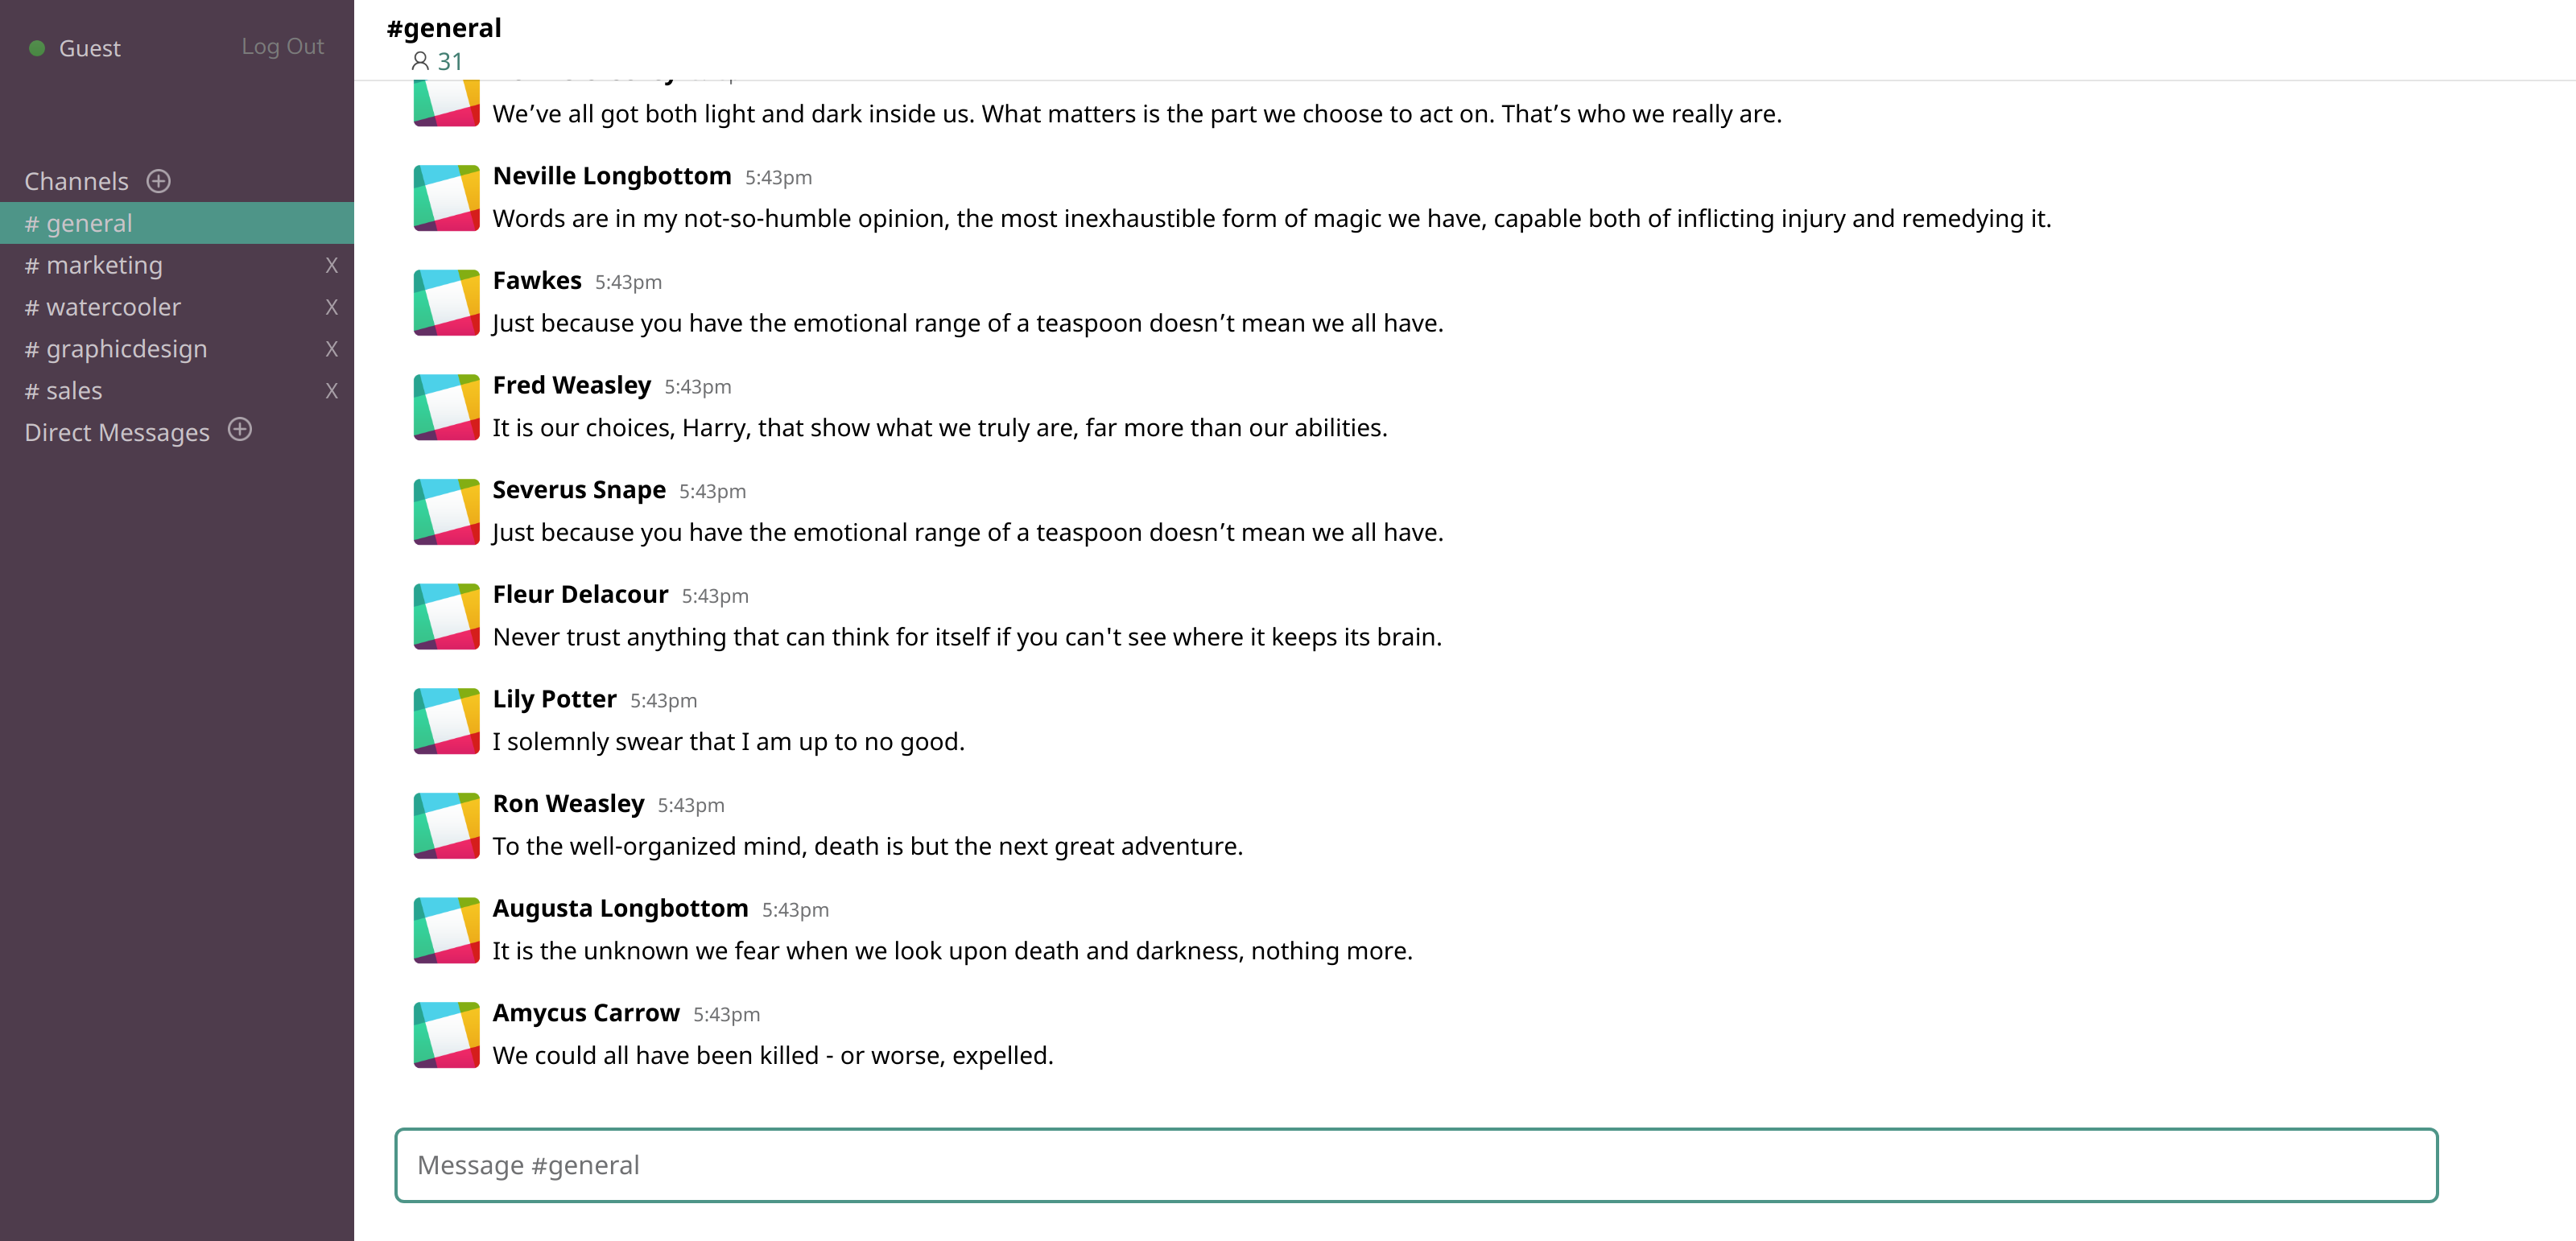 Guest Log Out
Channels
# general
# marketing X
# watercooler X
# graphicdesign X
# sales X
Direct Messages
#general
31
We’ve all got both light and dark inside us. What matters is the part we choose to act on. That’s who we really are.
Neville Longbottom 5:43pm
Words are in my not-so-humble opinion, the most inexhaustible form of magic we have, capable both of inflicting injury and remedying it.
Fawkes 5:43pm
Just because you have the emotional range of a teaspoon doesn’t mean we all have.
Fred Weasley 5:43pm
It is our choices, Harry, that show what we truly are, far more than our abilities.
Severus Snape 5:43pm
Just because you have the emotional range of a teaspoon doesn’t mean we all have.
Fleur Delacour 5:43pm
Never trust anything that can think for itself if you can't see where it keeps its brain.
Lily Potter 5:43pm
I solemnly swear that I am up to no good.
Ron Weasley 5:43pm
To the well-organized mind, death is but the next great adventure.
Augusta Longbottom 5:43pm
It is the unknown we fear when we look upon death and darkness, nothing more.
Amycus Carrow 5:43pm
We could all have been killed - or worse, expelled.
Message #general